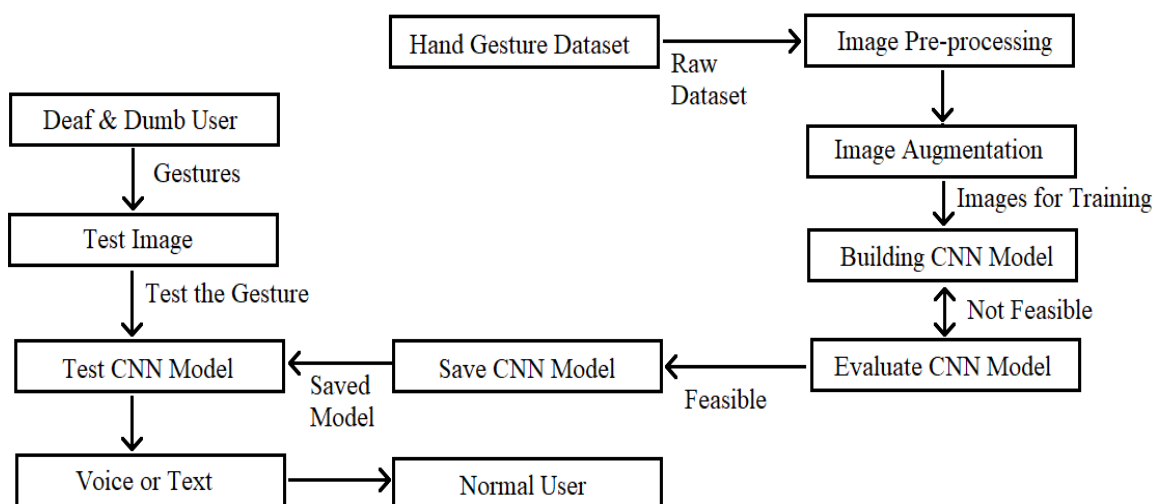 Hand Gesture Dataset
Raw
Dataset
Image Pre-processing
Deaf & Dumb User
Gestures
Image Augmentation
Images for Training
Test Image
Building CNN Model
Test the Gesture
Not Feasible
Test CNN Model
Saved
Model
Save CNN Model
Feasible
Evaluate CNN Model
Voice or Text
Normal User